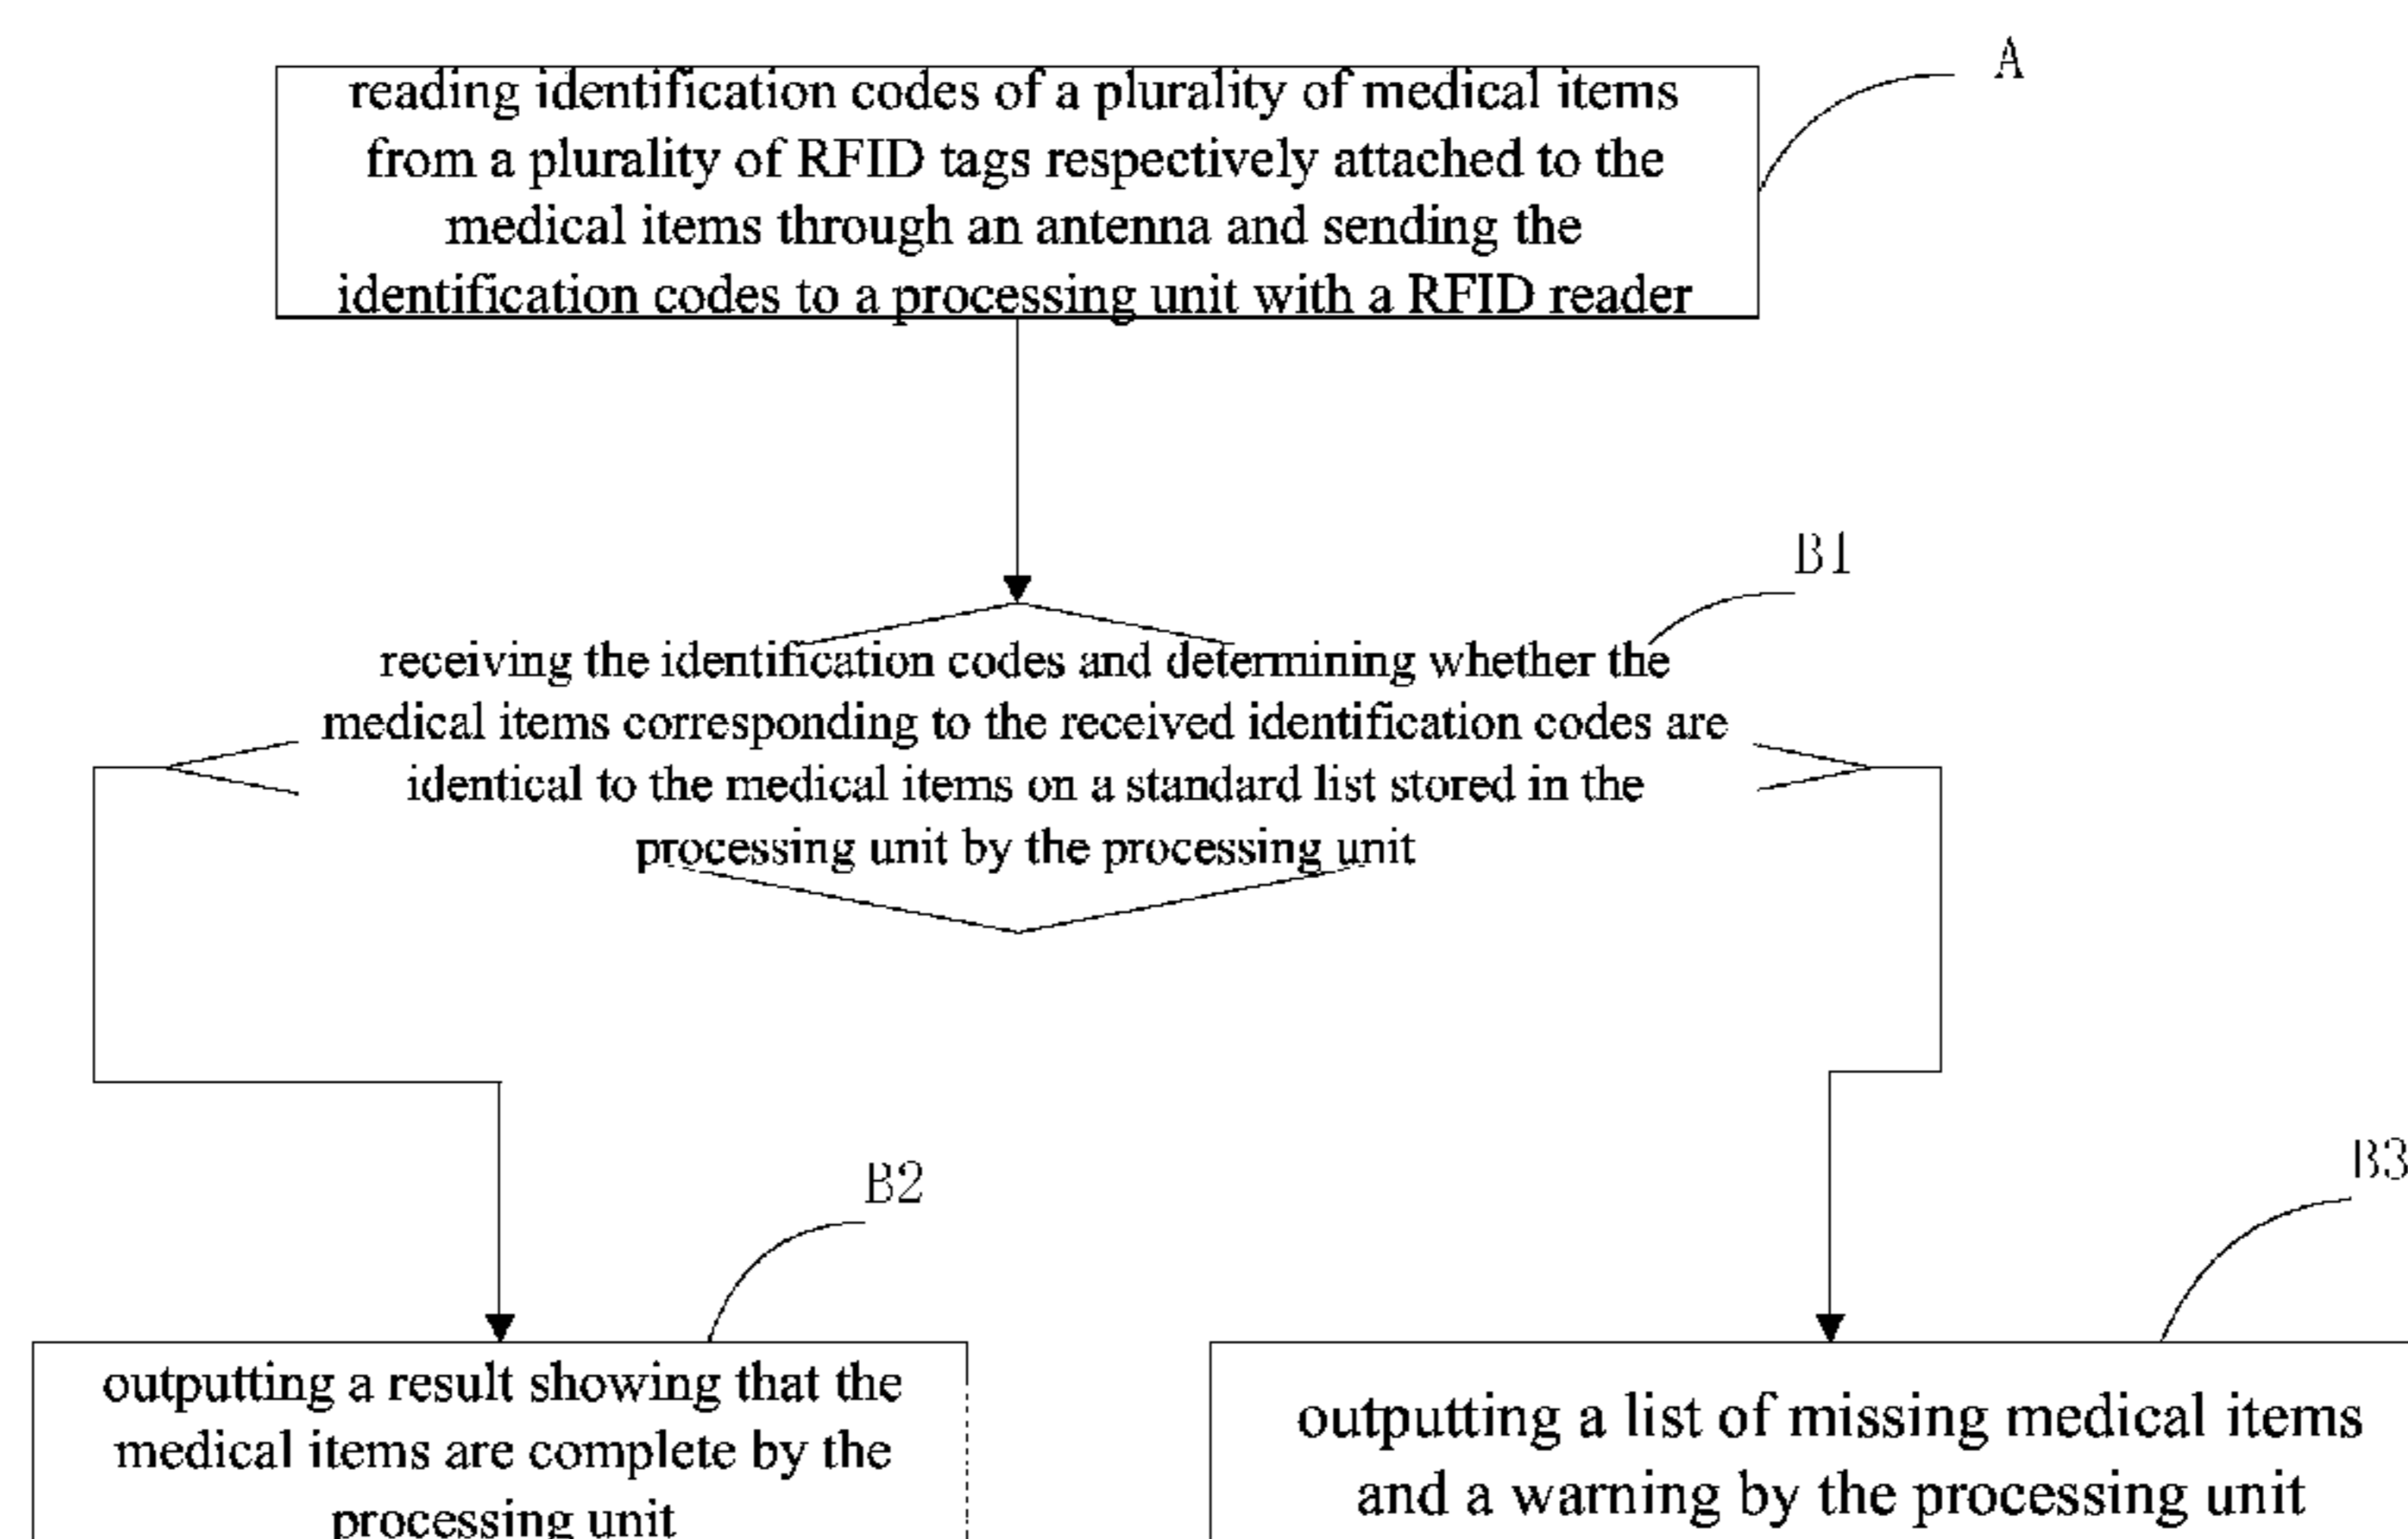 A
reading identification codes of a plurality of medical items
from a plurality of RFID tags respectively attached to the
medical items through an antenna and sending the
identification codes to a processing unit with a RFID reader
B1
receiving the identification codes and determining whether the
medical items corresponding to the received identification codes are
identical to the medical items on a standard list stored in the
processing unit by the processing unit
B2
outputting a result showing that the
medical items are complete by the
processing unit
B3
outputting a list of missing medical items
and a warning by the processing unit